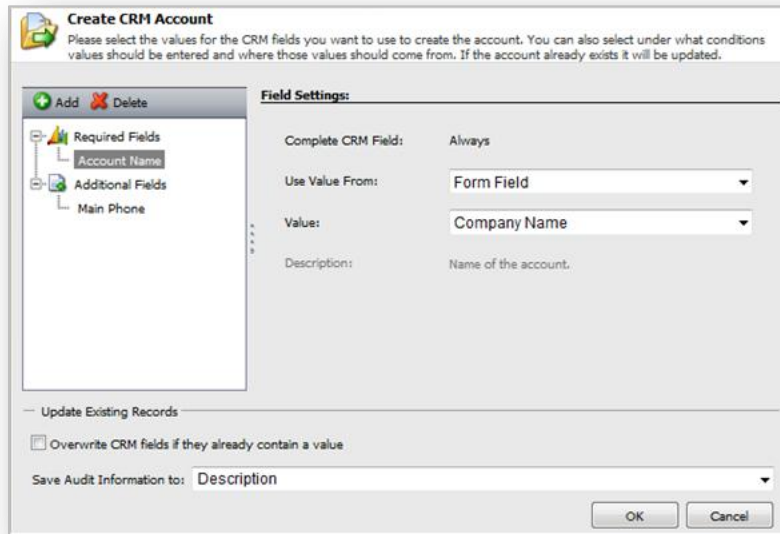 Create CRM Account
Please select the values for the CRM fields you want to use to create the account. You can also select under what conditions
values should be entered and where those values should come from. If the account already exists it will be updated.
Add Delete
Field Settings:
Required Fields
Account Name
Additional Fields
Main Phone
Complete CRM Field: Always
Use Value From: Form Field
Value: Company Name
Description: Name of the account.
Update Existing Records
Overwrite CRM fields if they already contain a value
Save Audit Information to: Description
OK Cancel